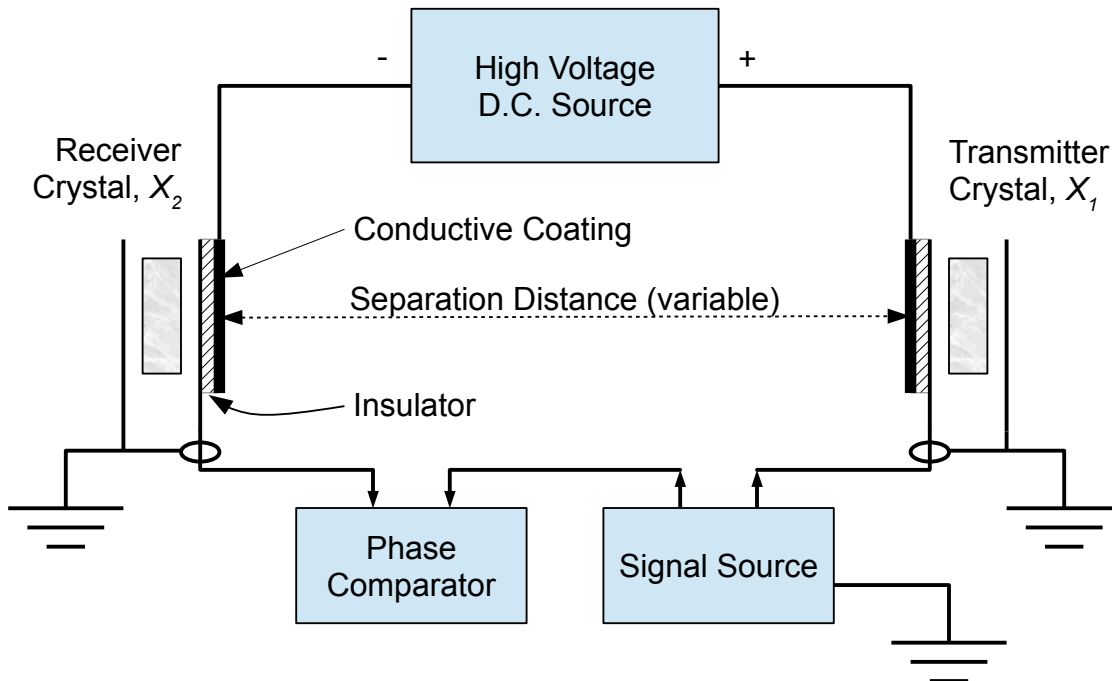 -
High Voltage
D.C. Source
+
Receiver
Crystal, X2
Transmitter
Crystal, X1
Conductive Coating
Separation Distance (variable)
Insulator
Phase
Comparator
Signal Source